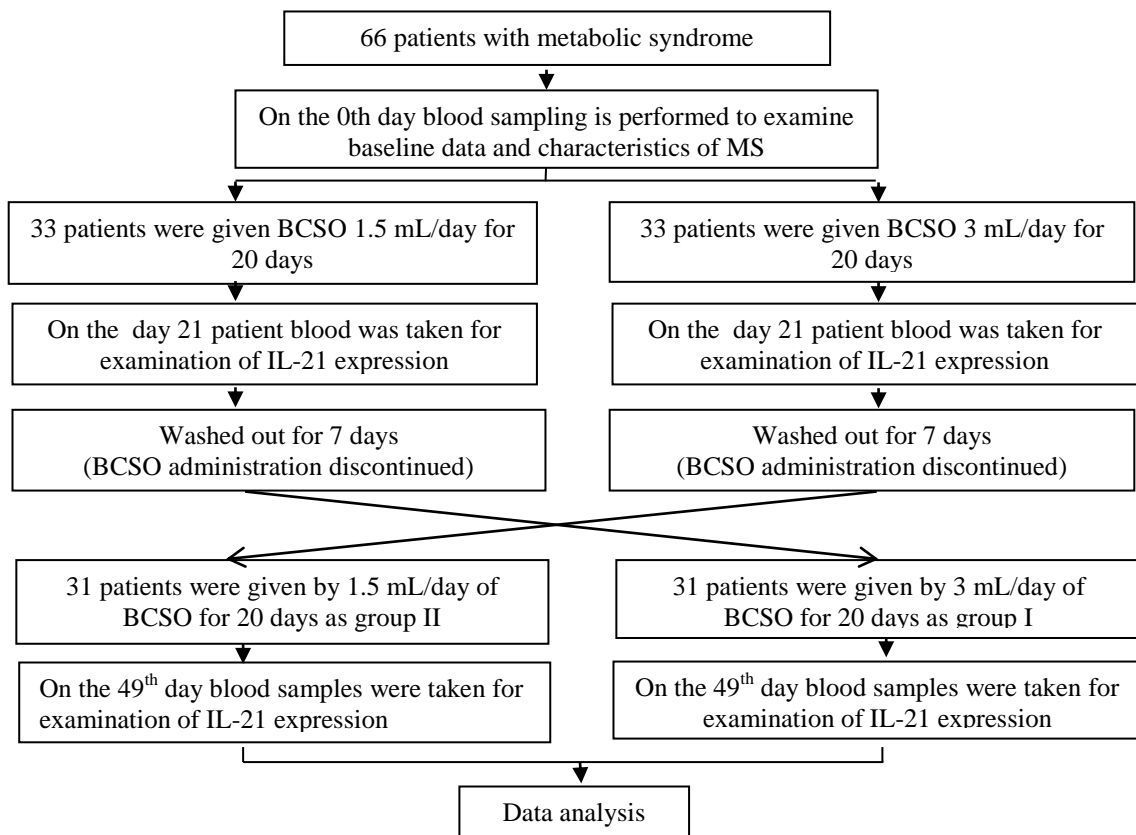 66 patients with metabolic syndrome
On the 0th day blood sampling is performed to examine
baseline data and characteristics of MS
33 patients were given BCSO 1.5 mL/day for
20 days
33 patients were given BCSO 3 mL/day for
20 days
On the day 21 patient blood was taken for
examination of IL-21 expression
On the day 21 patient blood was taken for
examination of IL-21 expression
Washed out for 7 days
(BCSO administration discontinued)
Washed out for 7 days
(BCSO administration discontinued)
31 patients were given by 1.5 mL/day of
BCSO for 20 days as group II
31 patients were given by 3 mL/day of
BCSO for 20 days as group I
On the 49th day blood samples were taken for
examination of IL-21 expression
On the 49th day blood samples were taken for
examination of IL-21 expression
Data analysis